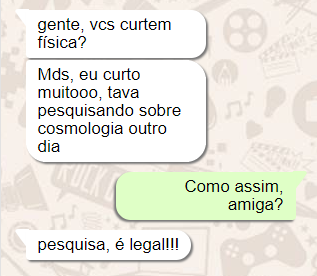 gente, vcs curtem
física?
Mds, eu curto
muitooo, tava
pesquisando sobre
cosmologia outro
dia
Como assim,
amiga?
pesquisa, é legal!!!